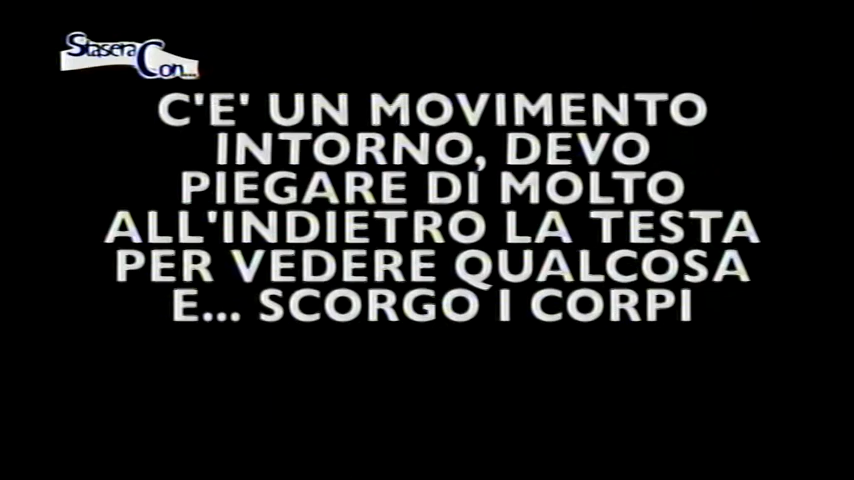 Stasera
Con...
C'E' UN MOVIMENTO
INTORNO, DEVO
PIEGARE DI MOLTO
ALL'INDIETRO LA TESTA
PER VEDERE QUALCOSA
E... SCORGO I CORPI